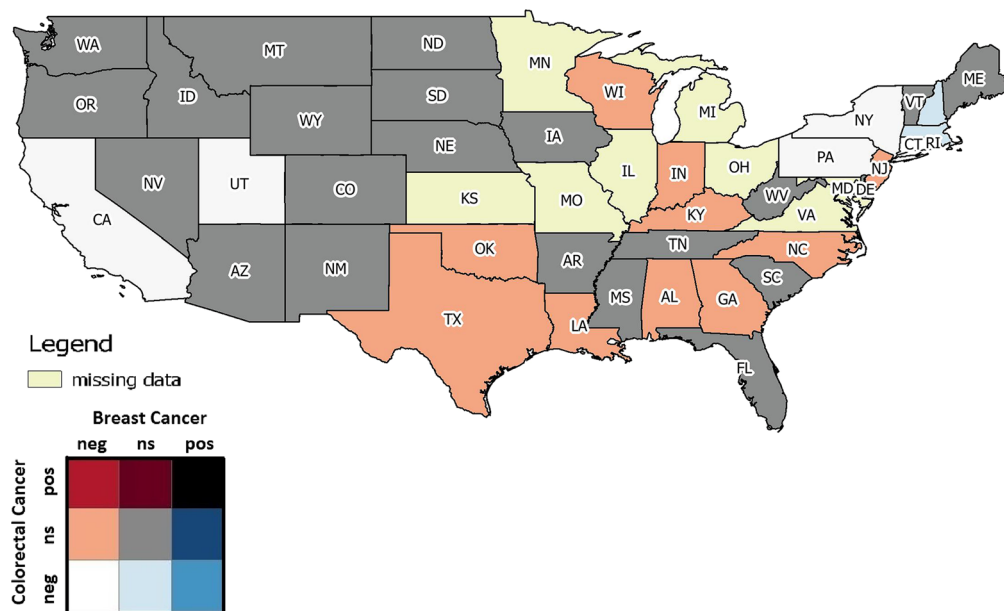 WA
MT
ND
MN
ME
ID
OR
SD
WI
VT
WY
MI
NY
IA
CT RI
NE
PA
NV
UT
CO
IL
IN
OH
NJ
MD DE
WV
CA
KS
MO
VA
KY
NC
TN
AZ
NM
OK
AR
SC
MS
AL
GA
TX
LA
FL
Legend
missing data
Breast Cancer
neg ns pos
Colorectal Cancer
pos
ns
neg